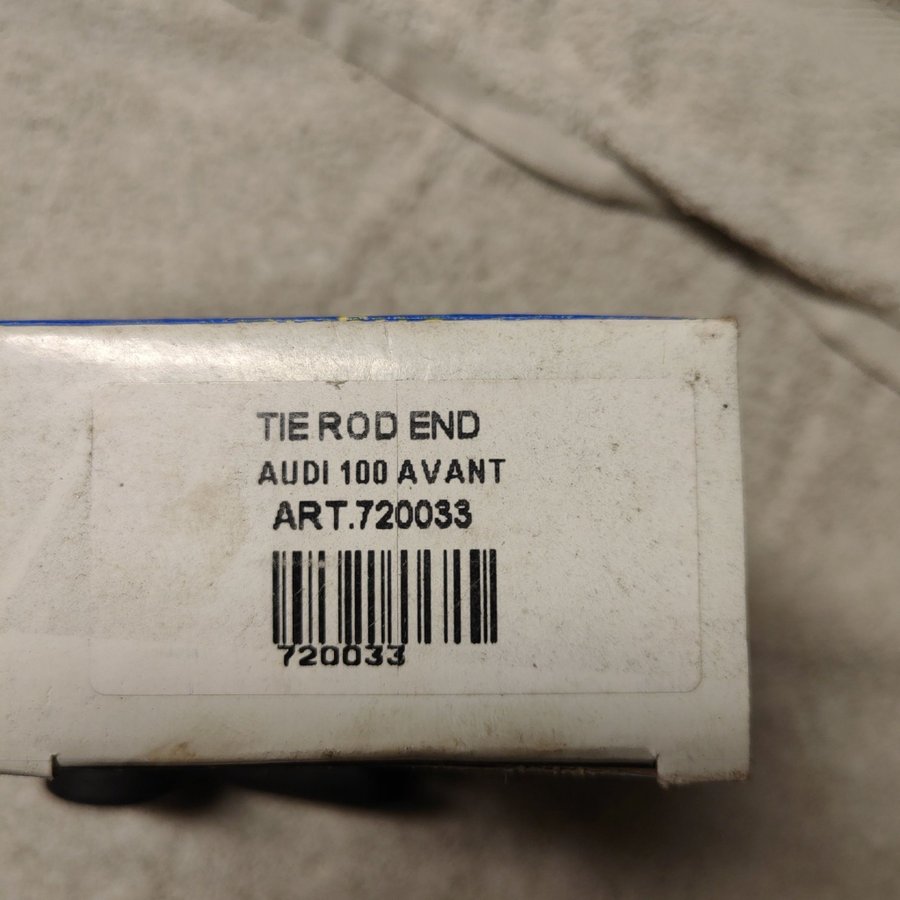 TIE ROD END
AUDI 100 AVANT
ART.720033
720033